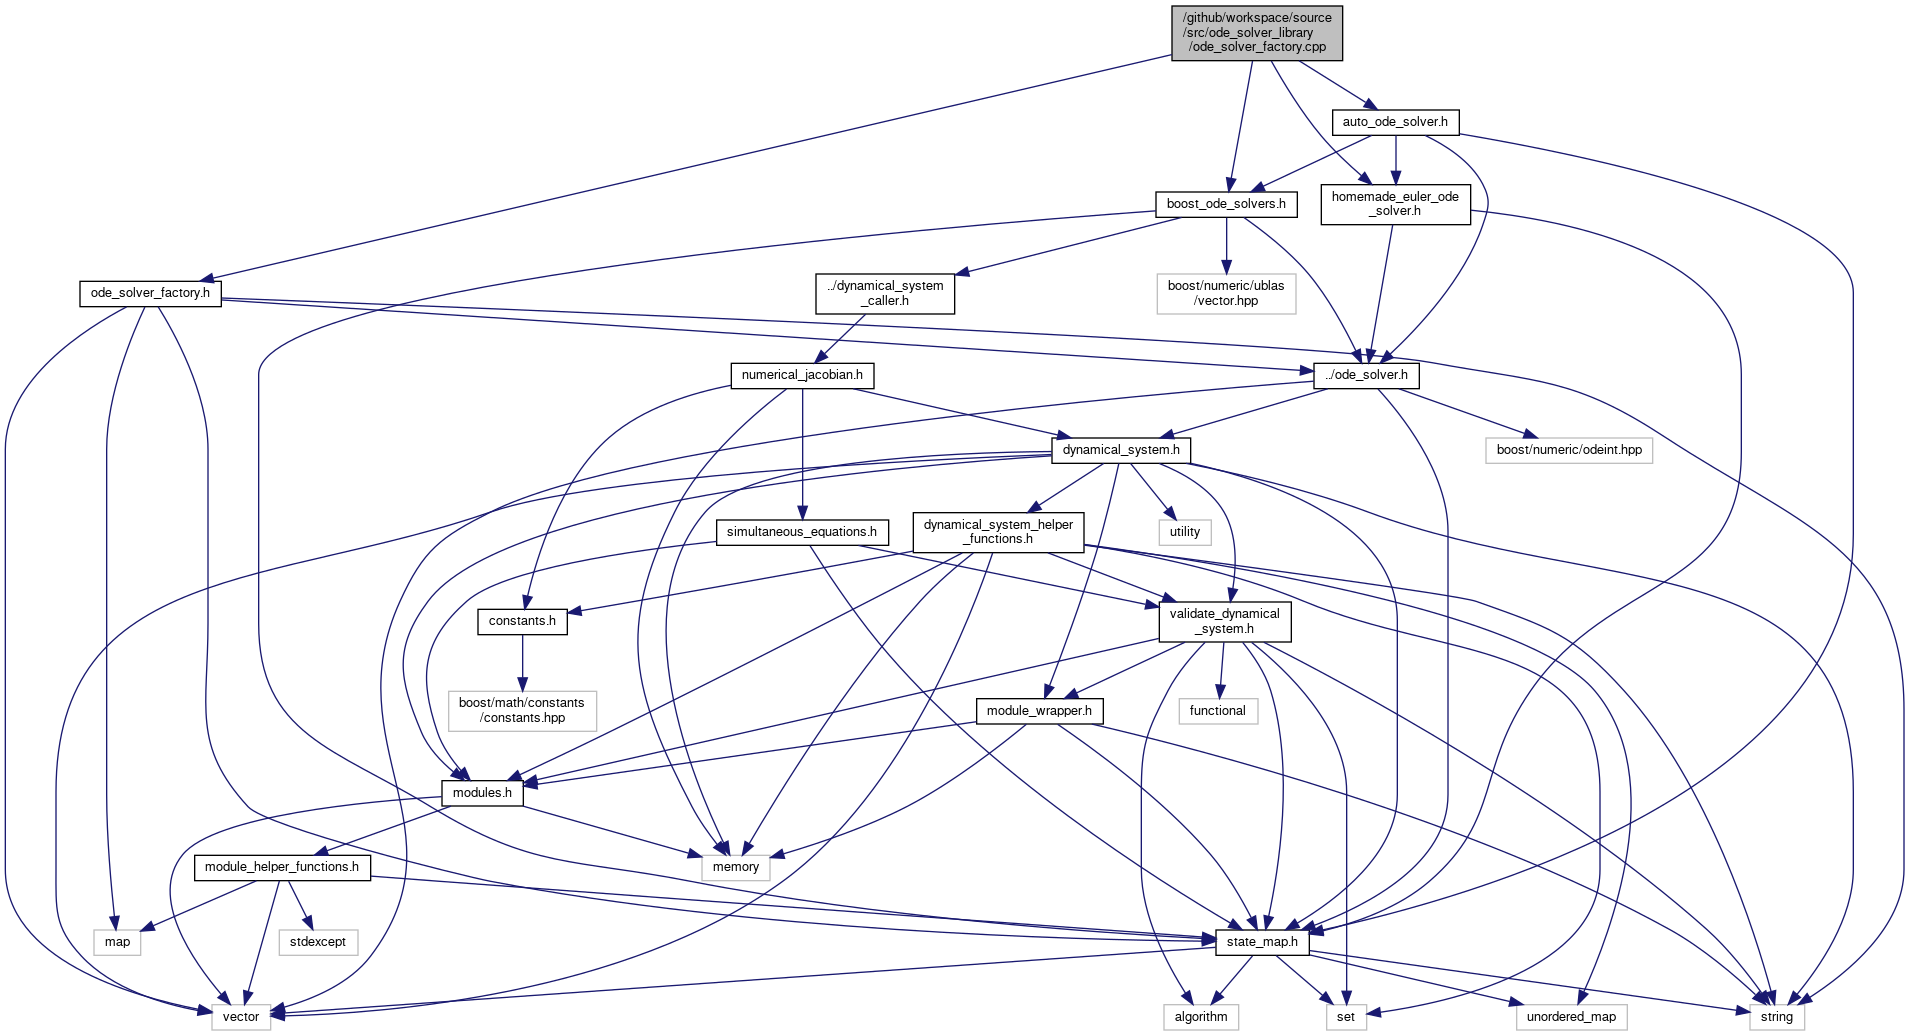 /github/workspace/source
/src/ode_solver_library
/ode_solver_factory.cpp
auto_ode_solver.h
boost_ode_solvers.h
homemade_euler_ode
_solver.h
ode_solver_factory.h
../dynamical_system
_caller.h
boost/numeric/ublas
/vector.hpp
numerical_jacobian.h
../ode_solver.h
dynamical_system.h
boost/numeric/odeint.hpp
simultaneous_equations.h
dynamical_system_helper
_functions.h
utility
constants.h
validate_dynamical
_system.h
boost/math/constants
/constants.hpp
module_wrapper.h
functional
modules.h
module_helper_functions.h
memory
map
stdexcept
state_map.h
vector
algorithm
set
unordered_map
string